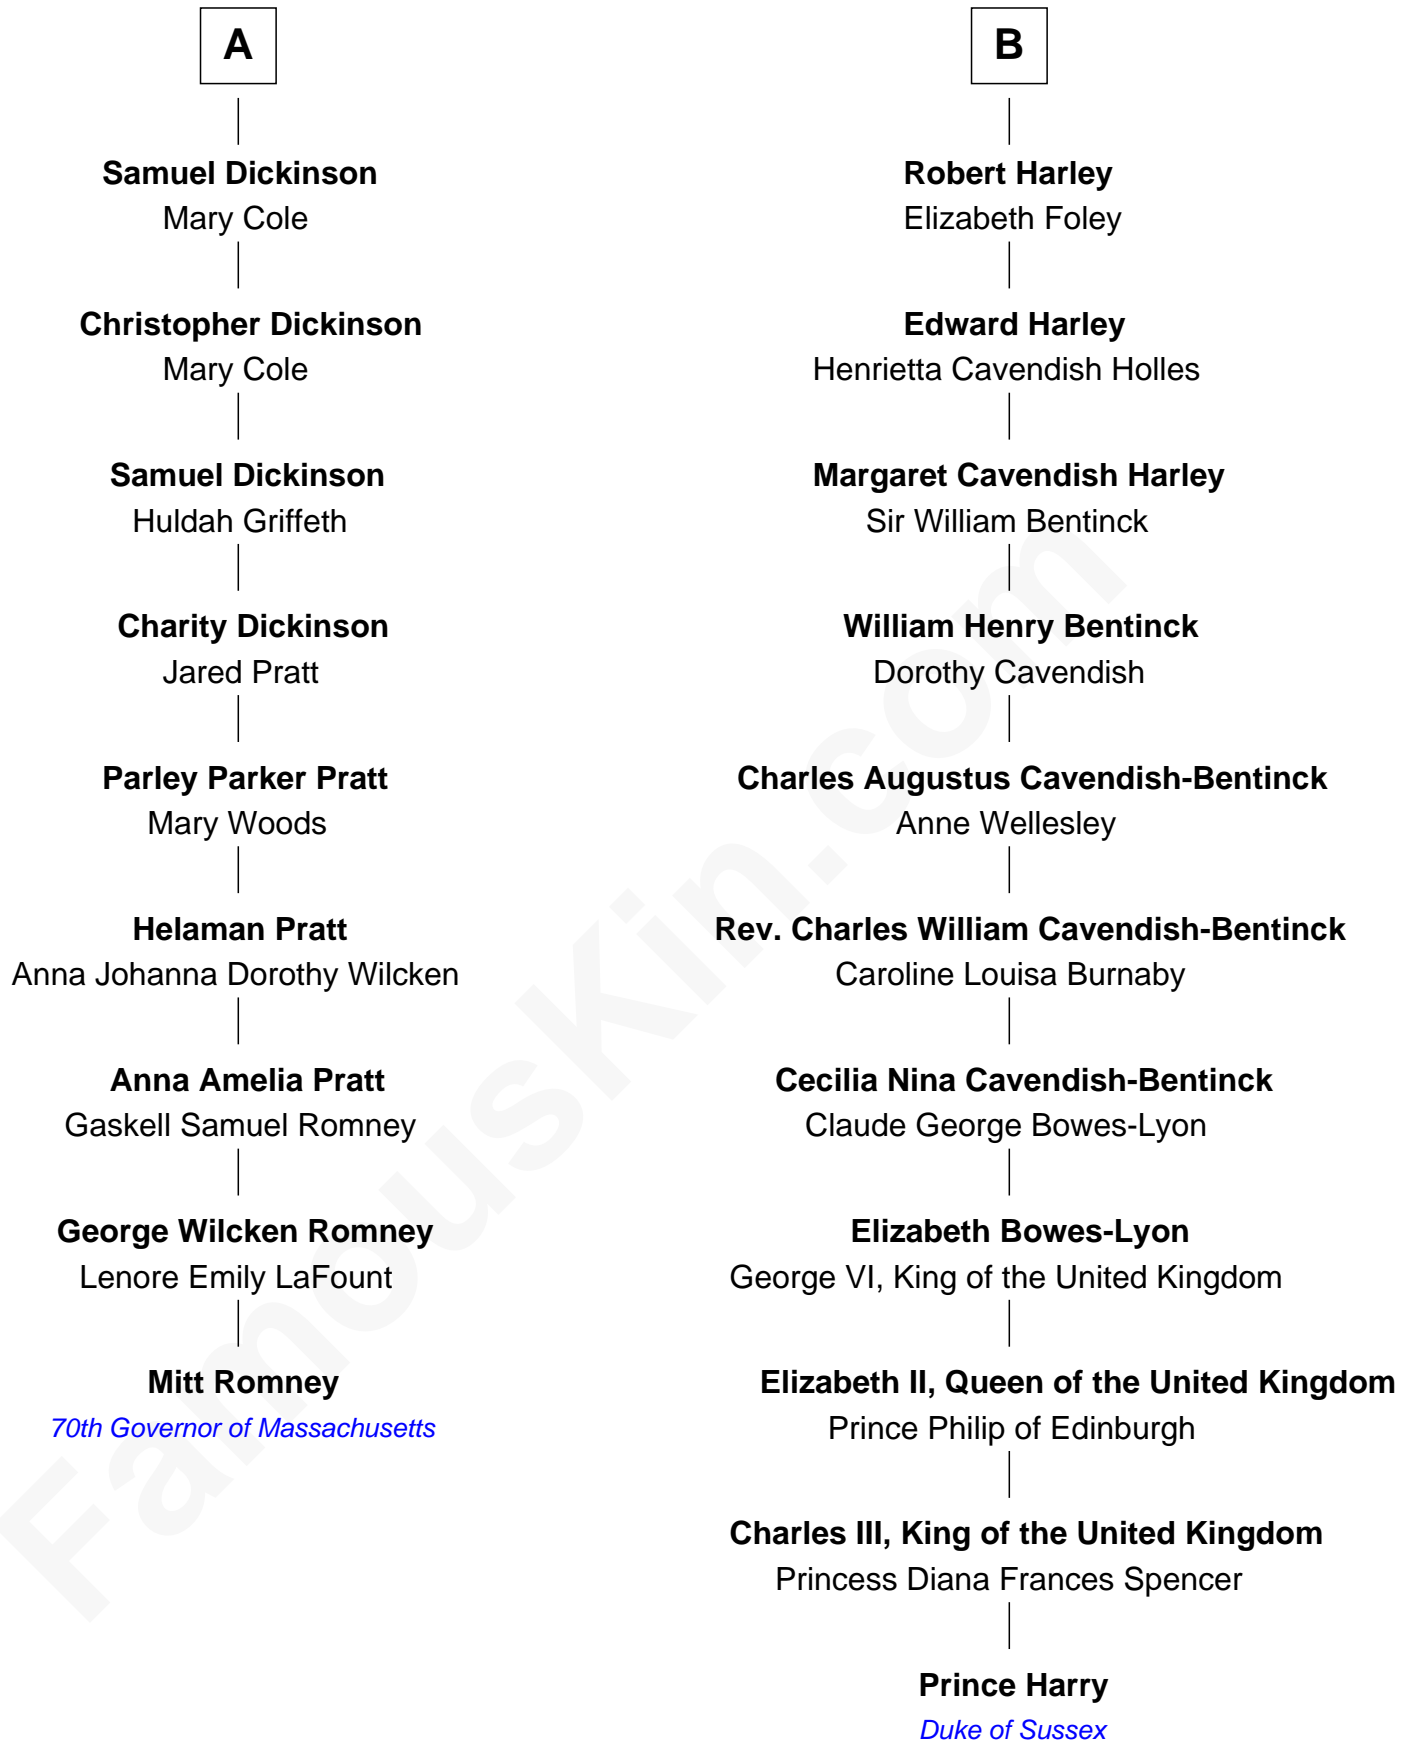 A
Samuel Dickinson
Mary Cole
Christopher Dickinson
Mary Cole
Samuel Dickinson
Huldah Griffeth
Charity Dickinson
Jared Pratt
Parley Parker Pratt
Mary Woods
Helaman Pratt
Anna Johanna Dorothy Wilcken
Anna Amelia Pratt
Gaskell Samuel Romney
George Wilcken Romney
Lenore Emily LaFount
Mitt Romney
70th Governor of Massachusetts
B
Robert Harley
Elizabeth Foley
Edward Harley
Henrietta Cavendish Holles
Margaret Cavendish Harley
Sir William Bentinck
William Henry Bentinck
Dorothy Cavendish
Charles Augustus Cavendish-Bentinck
Anne Wellesley
Rev. Charles William Cavendish-Bentinck
Caroline Louisa Burnaby
Cecilia Nina Cavendish-Bentinck
Claude George Bowes-Lyon
Elizabeth Bowes-Lyon
George VI, King of the United Kingdom
Elizabeth II, Queen of the United Kingdom
Prince Philip of Edinburgh
Charles III, King of the United Kingdom
Princess Diana Frances Spencer
Prince Harry
Duke of Sussex
FamousKin.com